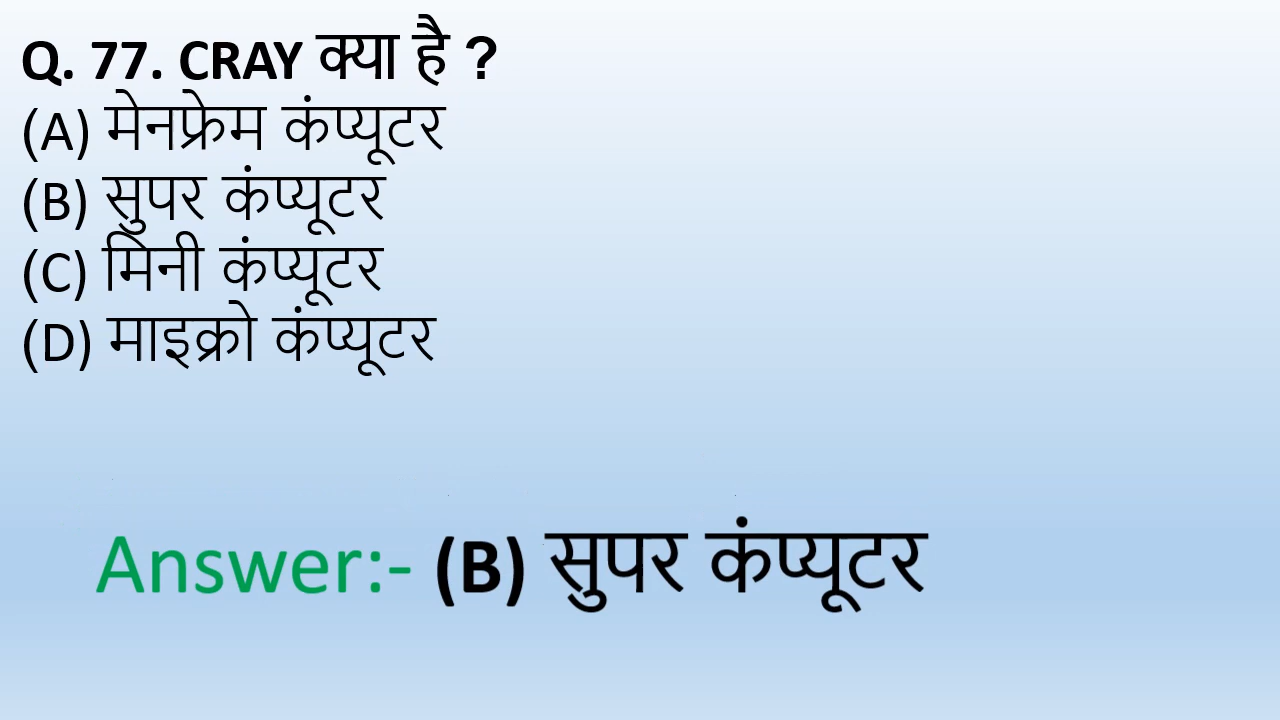 Q. 77. CRAY क्या है ?
(A) मेनफ्रेम कंप्यूटर
(B) सुपर कंप्यूटर
(C) मिनी कंप्यूटर
(D) माइक्रो कंप्यूटर
Answer:- (B) सुपर कंप्यूटर